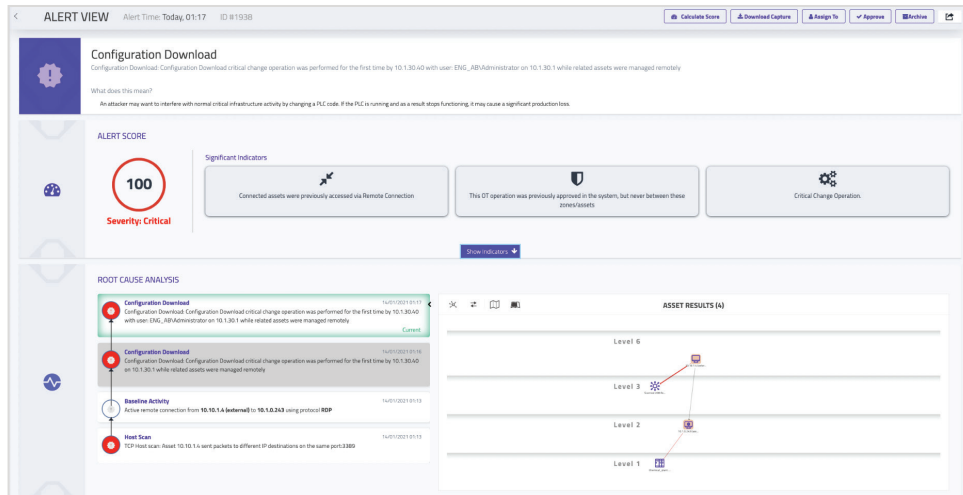 ALERT VIEW Alert Time: Today, 01:17 ID #1938
Calculate Score Download Capture Assign To Approve Archive
Configuration Download
Configuration Download: Configuration Download critical change operation was performed for the first time by 10.1.30.40 with user: ENG_AB\Administrator on 10.1.30.1 while related assets were managed remotely
What does this mean?
An attacker may want to interfere with normal critical infrastructure activity by changing a PLC code. If the PLC is running and as a result stops functioning, it may cause a significant production loss.
ALERT SCORE
100
Severity: Critical
Significant Indicators
Connected assets were previously accessed via Remote Connection
This OT operation was previously approved in the system, but never between these
zones/assets
Critical Change Operation.
Show Indicators
ROOT CAUSE ANALYSIS
Configuration Download 14/01/2021 01:17
Configuration Download: Configuration Download critical change operation was performed for the first time by 10.1.30.40
with user: ENG_AB\Administrator on 10.1.30.1 while related assets were managed remotely
Current
Configuration Download 14/01/2021 01:16
Configuration Download: Configuration Download critical change operation was performed for the first time by 10.1.30.40
on 10.1.30.1 while related assets were managed remotely
Baseline Activity 14/01/2021 01:13
Active remote connection from 10.10.1.4 (external) to 10.1.0.243 using protocol RDP
Host Scan 14/01/2021 01:13
TCP Host scan: Asset 10.10.1.4 sent packets to different IP destinations on the same port:3389
ASSET RESULTS (4)
Level 6
Level 3
Level 2
Level 1